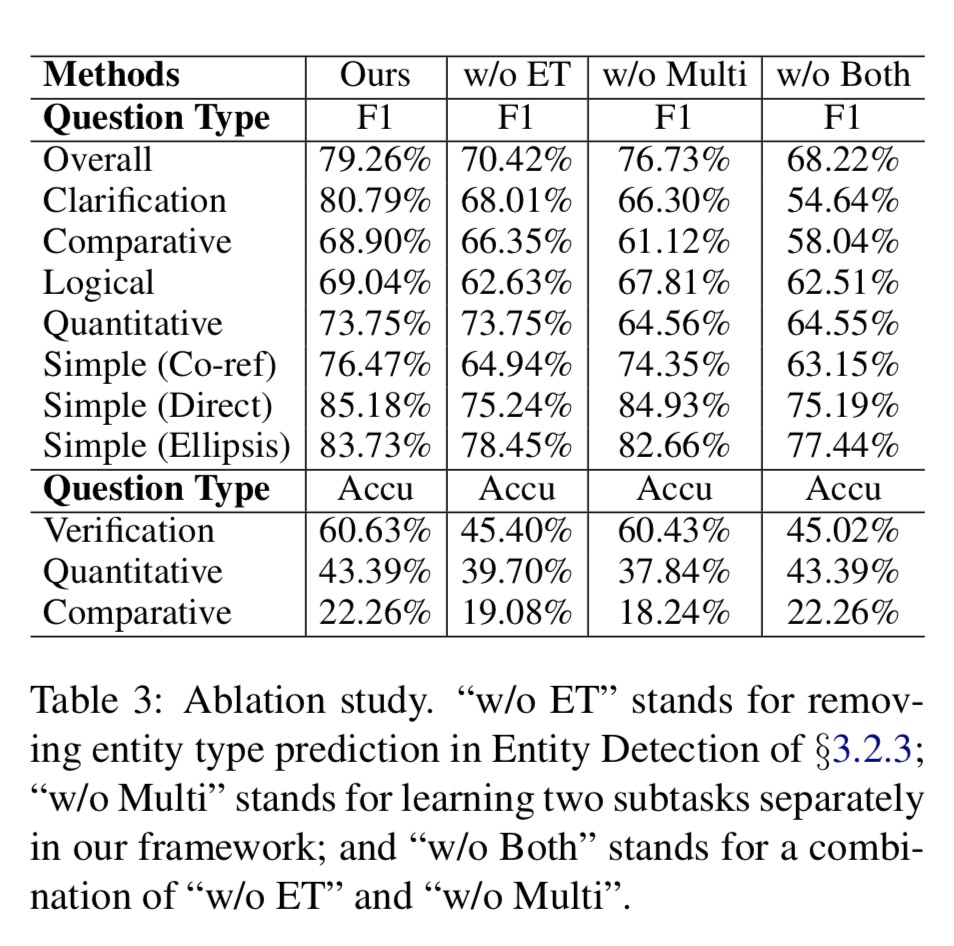 Methods Ours w/o ET w/o Multi w/o Both
Question Type F1 F1 F1 F1
Overall 79.26% 70.42% 76.73% 68.22%
Clarification 80.79% 68.01% 66.30% 54.64%
Comparative 68.90% 66.35% 61.12% 58.04%
Logical 69.04% 62.63% 67.81% 62.51%
Quantitative 73.75% 73.75% 64.56% 64.55%
Simple (Co-ref) 76.47% 64.94% 74.35% 63.15%
Simple (Direct) 85.18% 75.24% 84.93% 75.19%
Simple (Ellipsis) 83.73% 78.45% 82.66% 77.44%
Question Type Accu Accu Accu Accu
Verification 60.63% 45.40% 60.43% 45.02%
Quantitative 43.39% 39.70% 37.84% 43.39%
Comparative 22.26% 19.08% 18.24% 22.26%
Table 3: Ablation study. “w/o ET” stands for remov-
ing entity type prediction in Entity Detection of §3.2.3;
“w/o Multi” stands for learning two subtasks separately
in our framework; and “w/o Both” stands for a combi-
nation of “w/o ET” and “w/o Multi”.